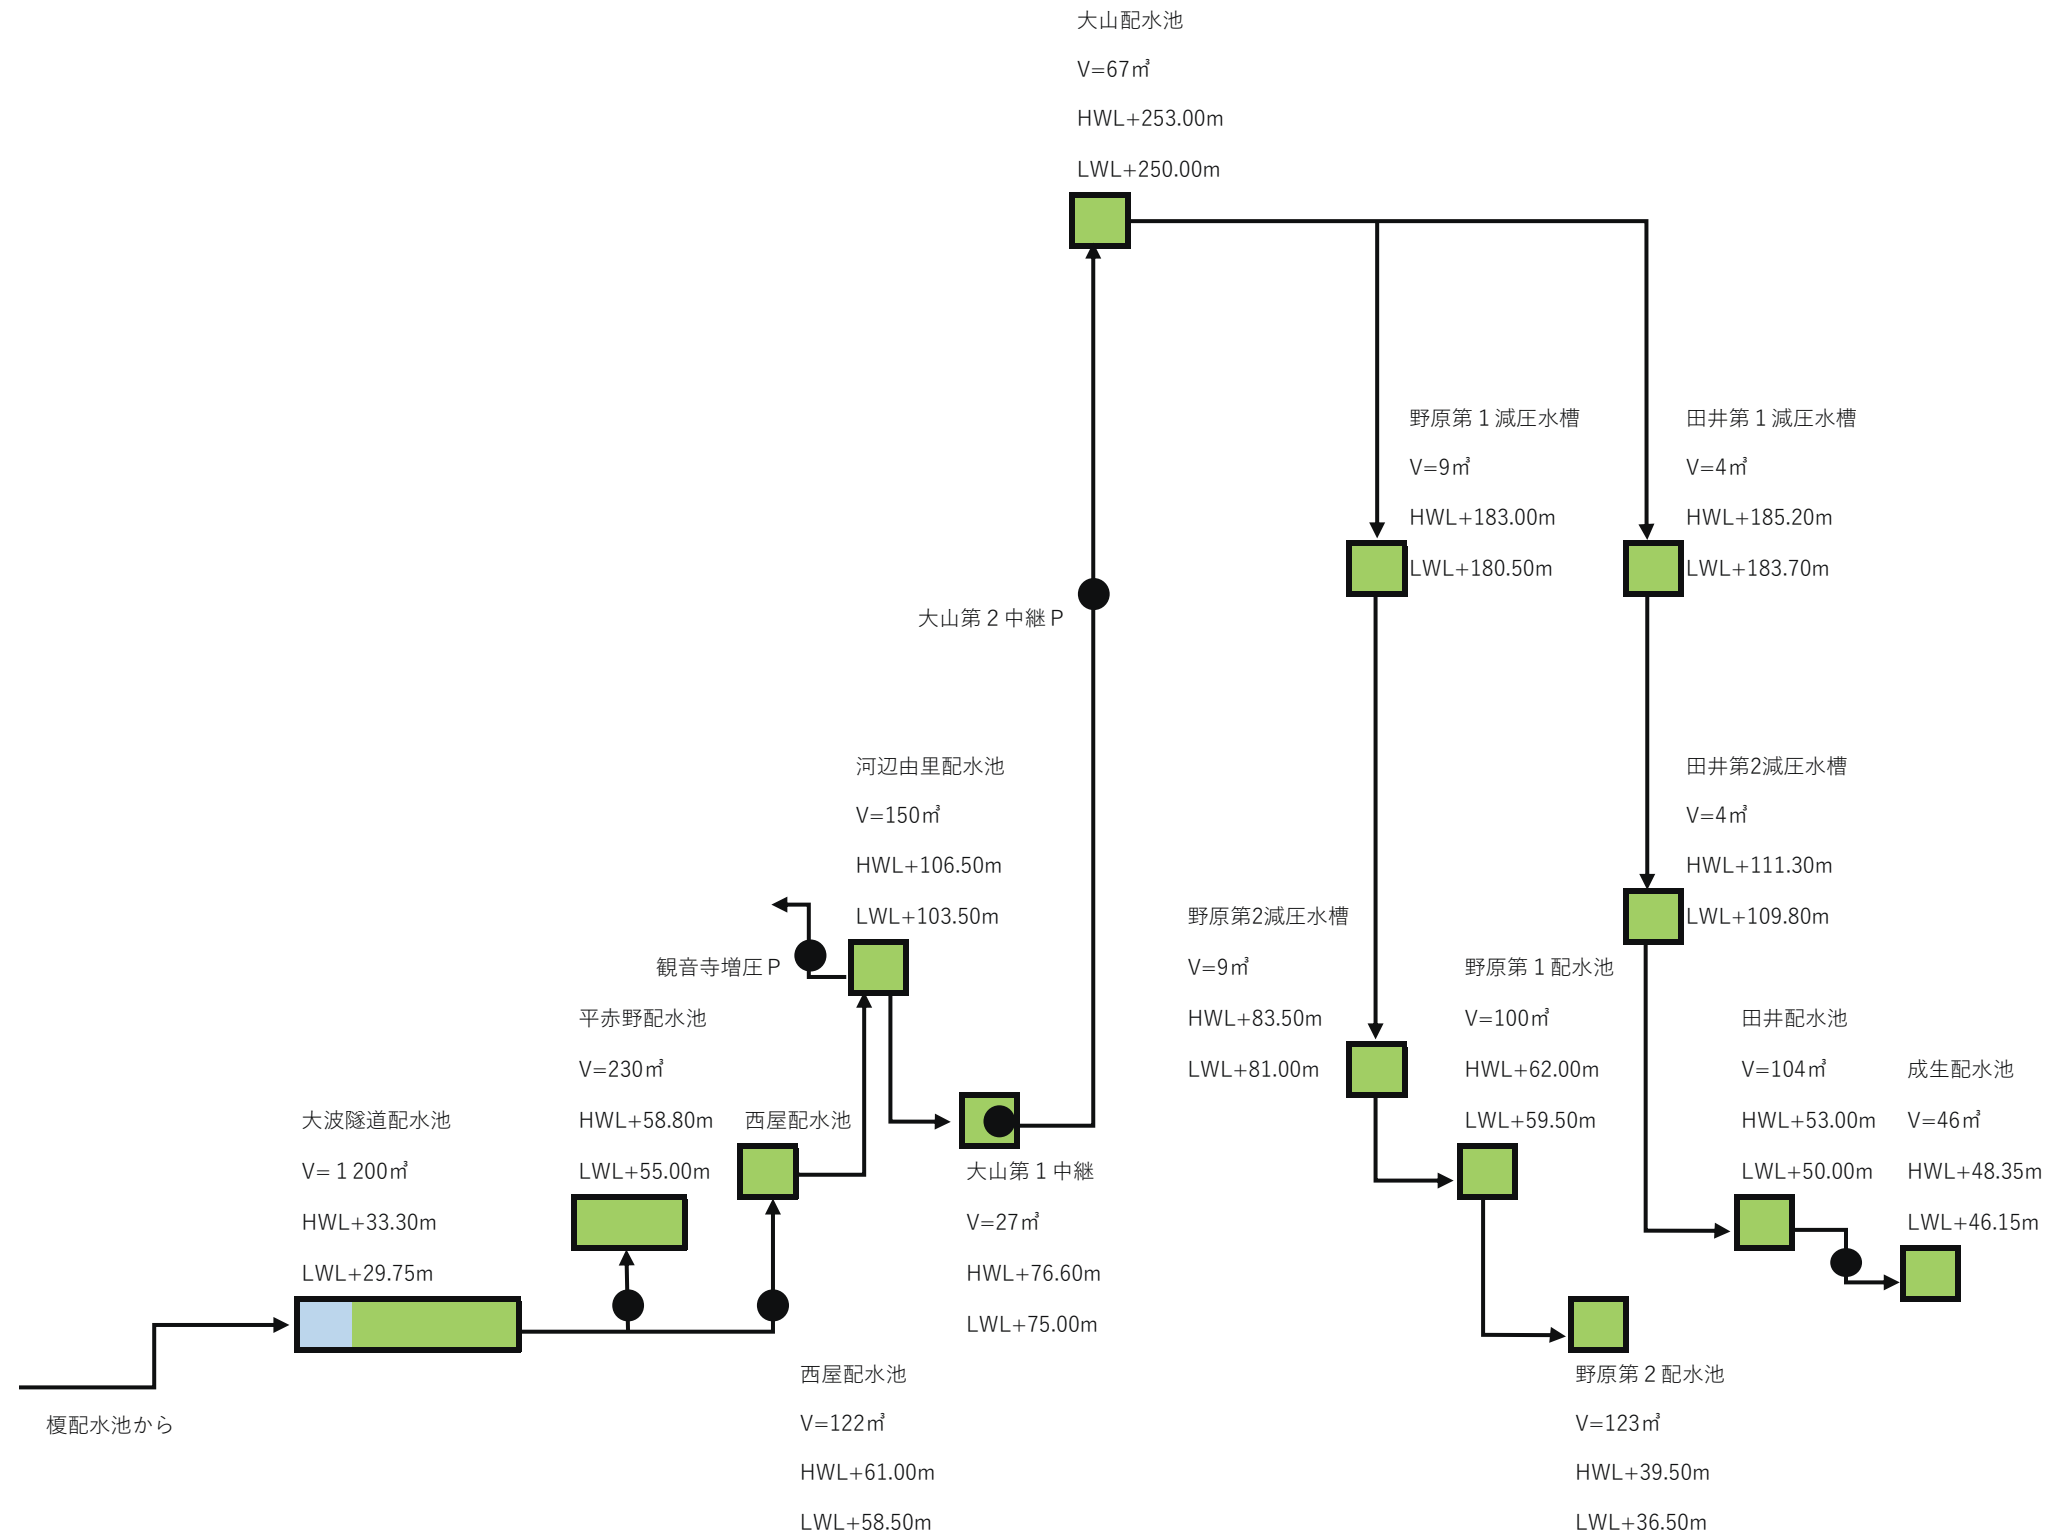 大山配水池
V=67㎥
HWL+253.00m
LWL+250.00m
野原第１減圧水槽
V=9㎥
HWL+183.00m
LWL+180.50m
田井第１減圧水槽
V=4㎥
HWL+185.20m
LWL+183.70m
大山第２中継Ｐ
河辺由里配水池
V=150㎥
HWL+106.50m
LWL+103.50m
田井第2減圧水槽
V=4㎥
HWL+111.30m
LWL+109.80m
観音寺増圧Ｐ
野原第2減圧水槽
V=9㎥
HWL+83.50m
LWL+81.00m
野原第１配水池
V=100㎥
HWL+62.00m
LWL+59.50m
平赤野配水池
V=230㎥
HWL+58.80m
LWL+55.00m
田井配水池
V=104㎥
HWL+53.00m
LWL+50.00m
成生配水池
V=46㎥
HWL+48.35m
LWL+46.15m
大波隧道配水池
V=１200㎥
HWL+33.30m
LWL+29.75m
西屋配水池
大山第１中継
V=27㎥
HWL+76.60m
LWL+75.00m
西屋配水池
V=122㎥
HWL+61.00m
LWL+58.50m
野原第２配水池
V=123㎥
HWL+39.50m
LWL+36.50m
榎配水池から